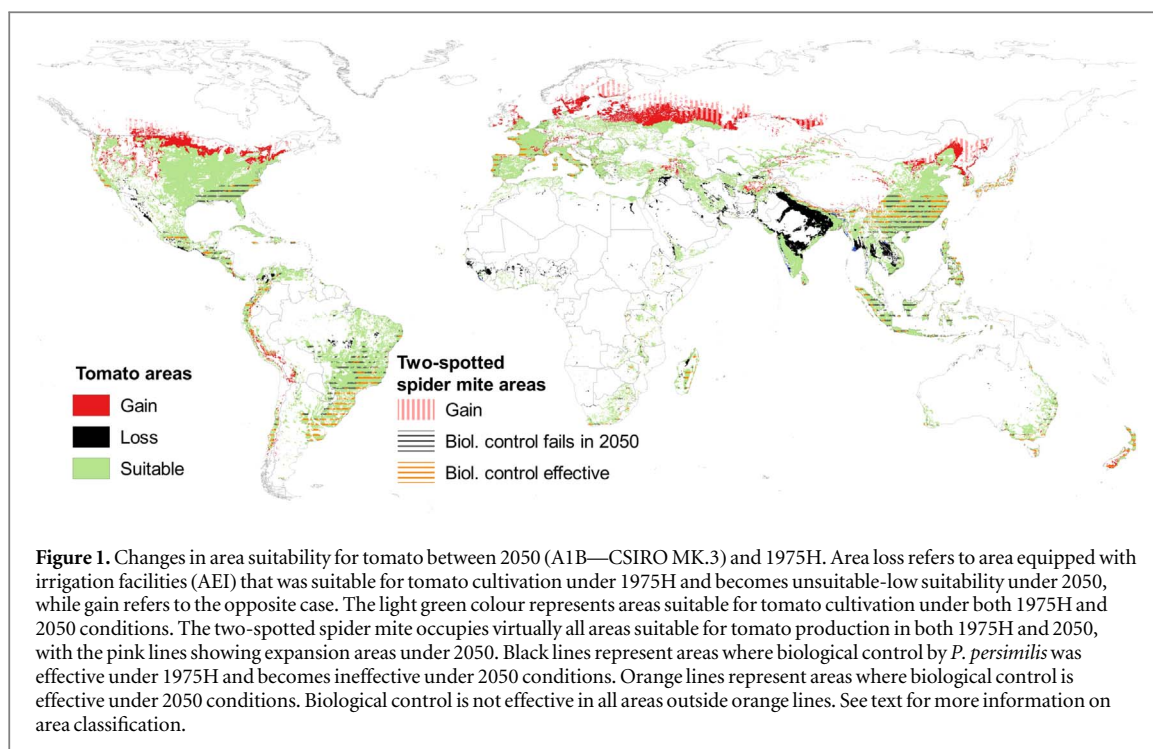 Tomato areas
Gain
Loss
Suitable
Two-spotted
spider mite areas
Gain
Biol. control fails in 2050
Biol. control effective
Figure 1. Changes in area suitability for tomato between 2050 (A1B—CSIRO MK.3) and 1975H. Area loss refers to area equipped with
irrigation facilities (AEI) that was suitable for tomato cultivation under 1975H and becomes unsuitable-low suitability under 2050,
while gain refers to the opposite case. The light green colour represents areas suitable for tomato cultivation under both 1975H and
2050 conditions. The two-spotted spider mite occupies virtually all areas suitable for tomato production in both 1975H and 2050,
with the pink lines showing expansion areas under 2050. Black lines represent areas where biological control by P. persimilis was
effective under 1975H and becomes ineffective under 2050 conditions. Orange lines represent areas where biological control is
effective under 2050 conditions. Biological control is not effective in all areas outside orange lines. See text for more information on
area classification.